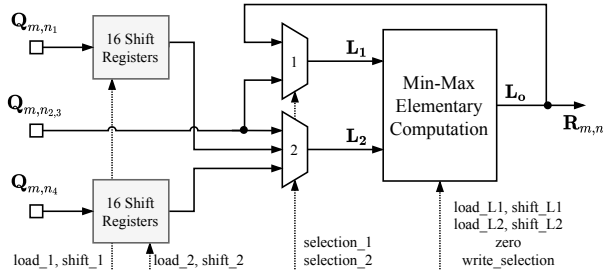 Q_{m,n_1}
16 Shift
Registers
1
L_1
Min-Max
Elementary
Computation
L_o
R_{m,n}
Q_{m,n_{2,3}}
2
L_2
Q_{m,n_4}
16 Shift
Registers
load_1, shift_1
load_2, shift_2
selection_1
selection_2
load_L1, shift_L1
load_L2, shift_L2
zero
write_selection